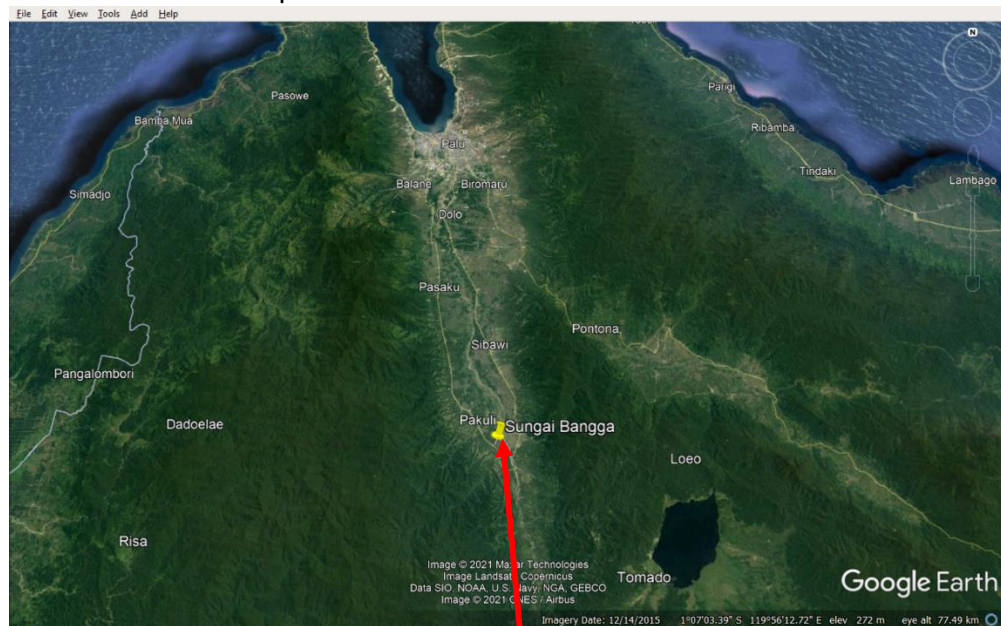 File Edit View Tools Add Help
N
Parigi
Pasowe
Bamba Mua
Ribamba
Palu
Tindaki
Lambago
Balane
Biromaru
Simadjo
Dolo
Pasaku
Pontona
Sibawi
Pangalombori
Pakuli
Sungai Bangga
Dadoelae
Loeo
Risa
Image © 2021 Maxar Technologies
Image Landsat / Copernicus
Data SIO, NOAA, U.S. Navy, NGA, GEBCO
Image © 2021 CNES / Airbus
Tomado
Google Earth
Imagery Date: 12/14/2015 1°07'03.39" S 119°56'12.72" E elev 272 m eye alt 77.49 km